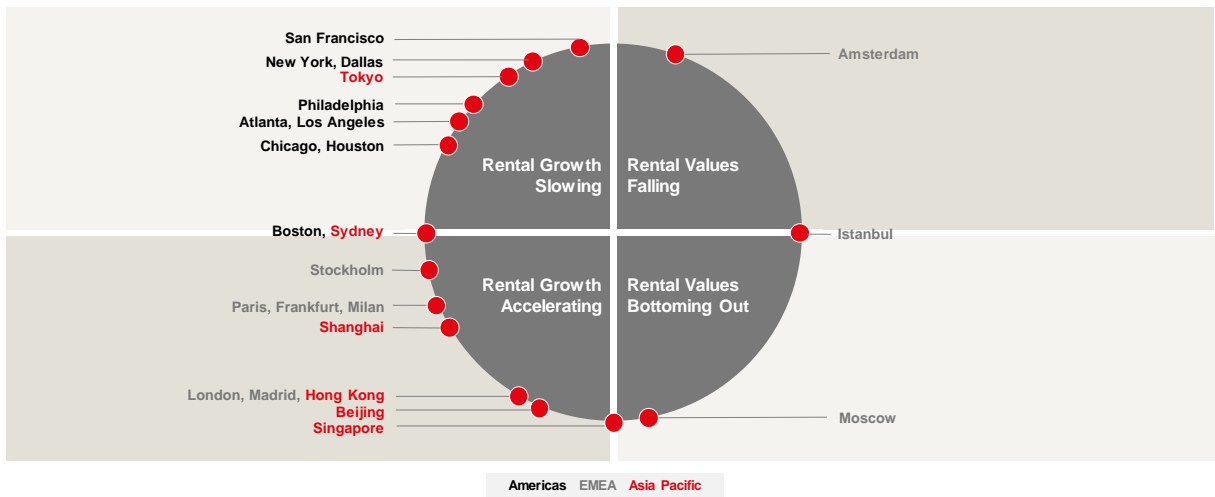 San Francisco
New York, Dallas
Tokyo
Philadelphia
Atlanta, Los Angeles
Chicago, Houston
Boston, Sydney
Stockholm
Paris, Frankfurt, Milan
Shanghai
London, Madrid, Hong Kong
Beijing
Singapore
Rental Growth
Slowing
Rental Values
Falling
Rental Growth
Accelerating
Rental Values
Bottoming Out
Amsterdam
Istanbul
Moscow
Americas EMEA Asia Pacific